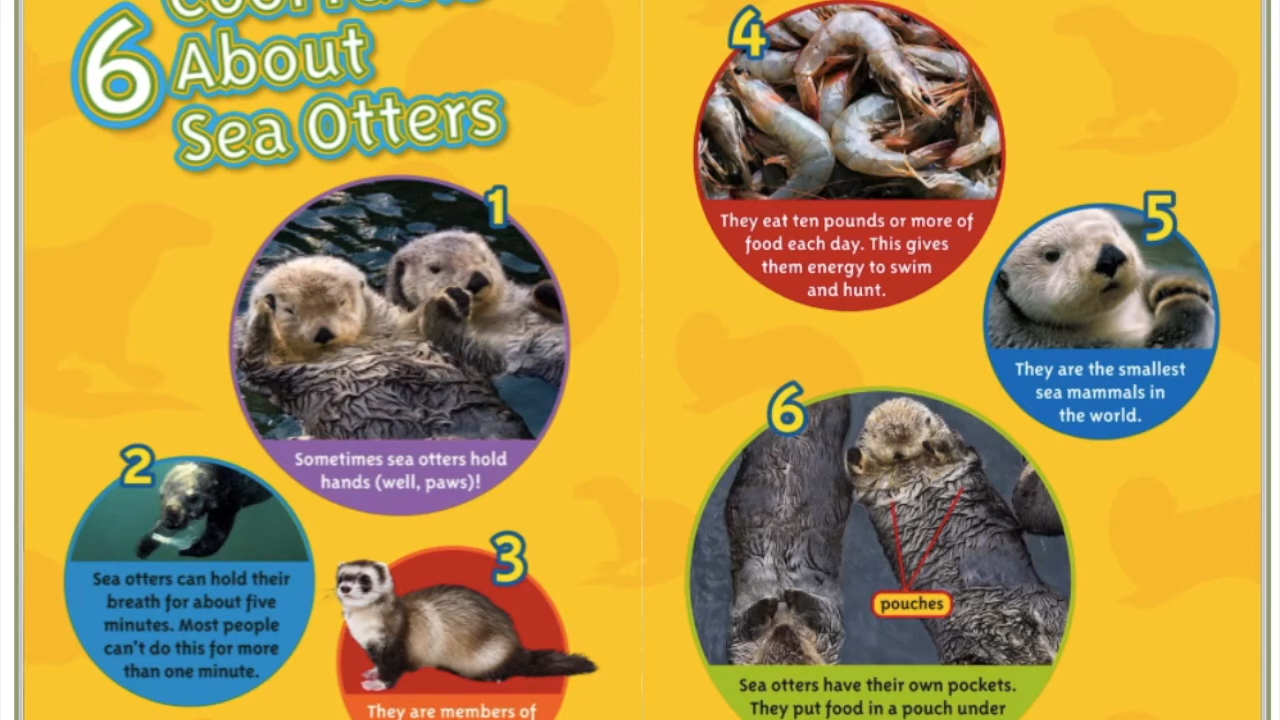 6
About
Sea Otters
1
Sometimes sea otters hold
hands (well, paws)!
2
Sea otters can hold their
breath for about five
minutes. Most people
can't do this for more
than one minute.
3
They are members of
4
They eat ten pounds or more of
food each day. This gives
them energy to swim
and hunt.
5
They are the smallest
sea mammals in
the world.
6
pouches
Sea otters have their own pockets.
They put food in a pouch under